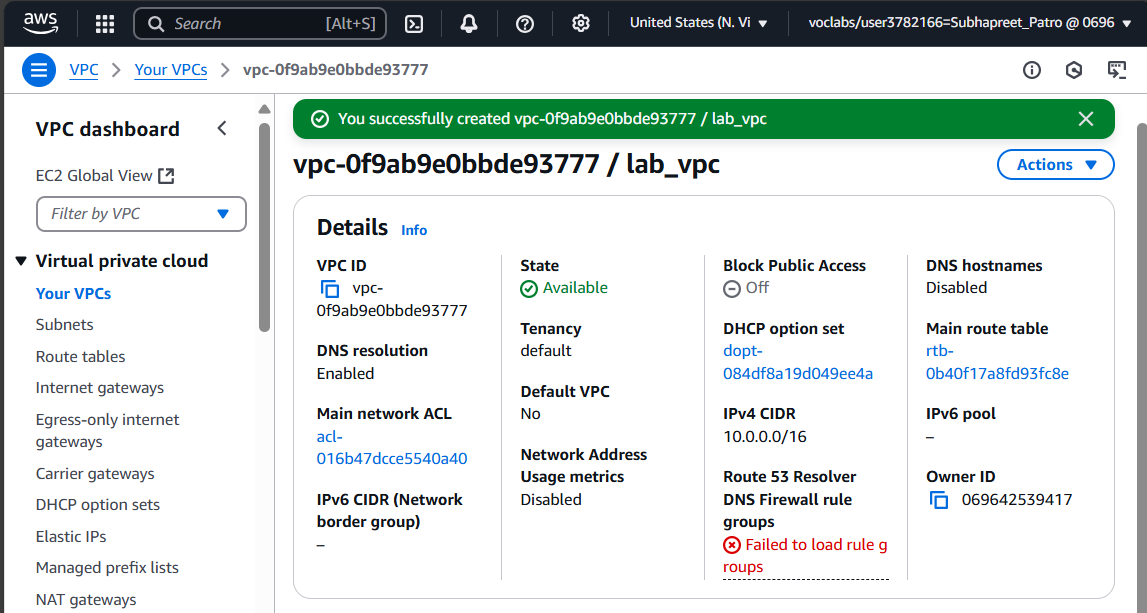 aws
Search [Alt+S]
United States (N. Vi
voclabs/user3782166=Subhapreet_Patro @ 0696
VPC
Your VPCs
vpc-0f9ab9e0bbde93777
VPC dashboard
EC2 Global View
Filter by VPC
Virtual private cloud
Your VPCs
Subnets
Route tables
Internet gateways
Egress-only internet
gateways
Carrier gateways
DHCP option sets
Elastic IPs
Managed prefix lists
NAT gateways
You successfully created vpc-0f9ab9e0bbde93777 / lab_vpc
vpc-0f9ab9e0bbde93777 / lab_vpc
Actions
Details Info
VPC ID
vpc-
0f9ab9e0bbde93777
DNS resolution
Enabled
Main network ACL
acl-
016b47dcce5540a40
IPv6 CIDR (Network
border group)
–
State
Available
Tenancy
default
Default VPC
No
Network Address
Usage metrics
Disabled
Block Public Access
Off
DHCP option set
dopt-
084df8a19d049ee4a
IPv4 CIDR
10.0.0.0/16
Route 53 Resolver
DNS Firewall rule
groups
Failed to load rule g
roups
DNS hostnames
Disabled
Main route table
rtb-
0b40f17a8fd93fc8e
IPv6 pool
–
Owner ID
069642539417